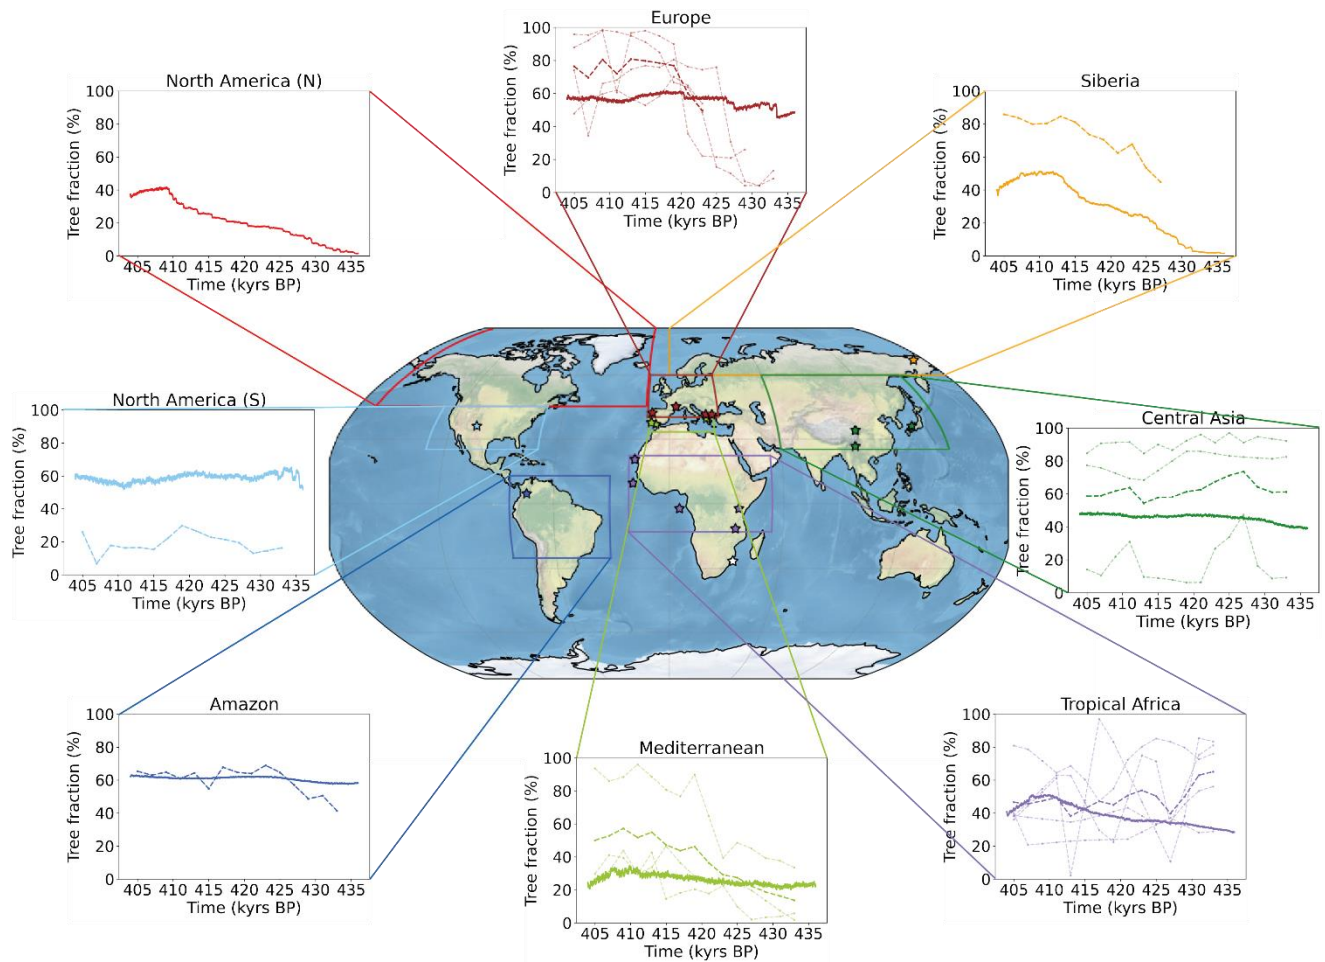 Europe
Tree fraction (%)
100
80
60
40
20
0
405 410 415 420 425 430 435
Time (kyrs BP)
North America (N)
Tree fraction (%)
100
80
60
40
20
0
405 410 415 420 425 430 435
Time (kyrs BP)
Siberia
Tree fraction (%)
100
80
60
40
20
0
405 410 415 420 425 430 435
Time (kyrs BP)
North America (S)
Tree fraction (%)
100
80
60
40
20
0
405 410 415 420 425 430 435
Central Asia
Tree fraction (%)
100
80
60
40
20
0
405 410 415 420 425 430 435
Time (kyrs BP)
Amazon
Tree fraction (%)
100
80
60
40
20
0
405 410 415 420 425 430 435
Time (kyrs BP)
Mediterranean
Tree fraction (%)
100
80
60
40
20
0
405 410 415 420 425 430 435
Time (kyrs BP)
Tropical Africa
Tree fraction (%)
100
80
60
40
20
0
405 410 415 420 425 430 435
Time (kyrs BP)